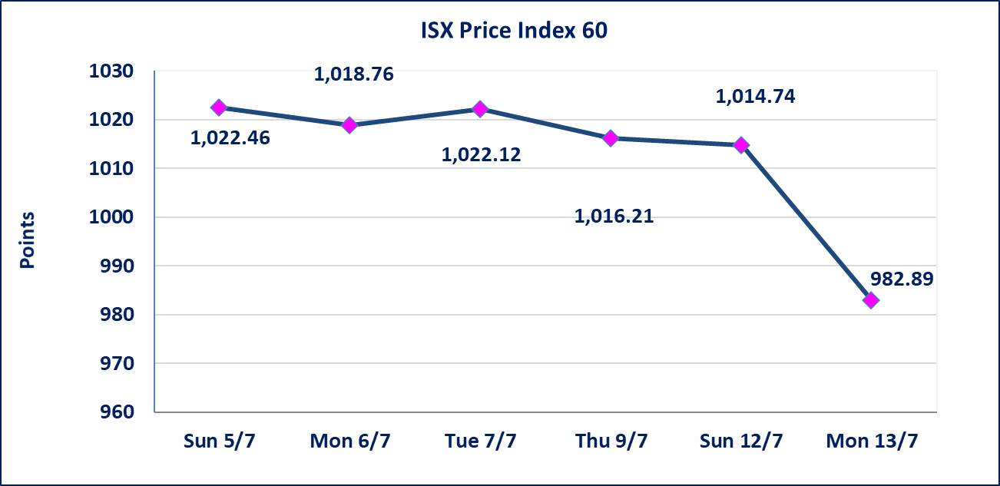 ISX Price Index 60
1030
1020
1010
1000
990
980
970
960
Points
1,022.46
1,018.76
1,022.12
1,016.21
1,014.74
982.89
Sun 5/7
Mon 6/7
Tue 7/7
Thu 9/7
Sun 12/7
Mon 13/7